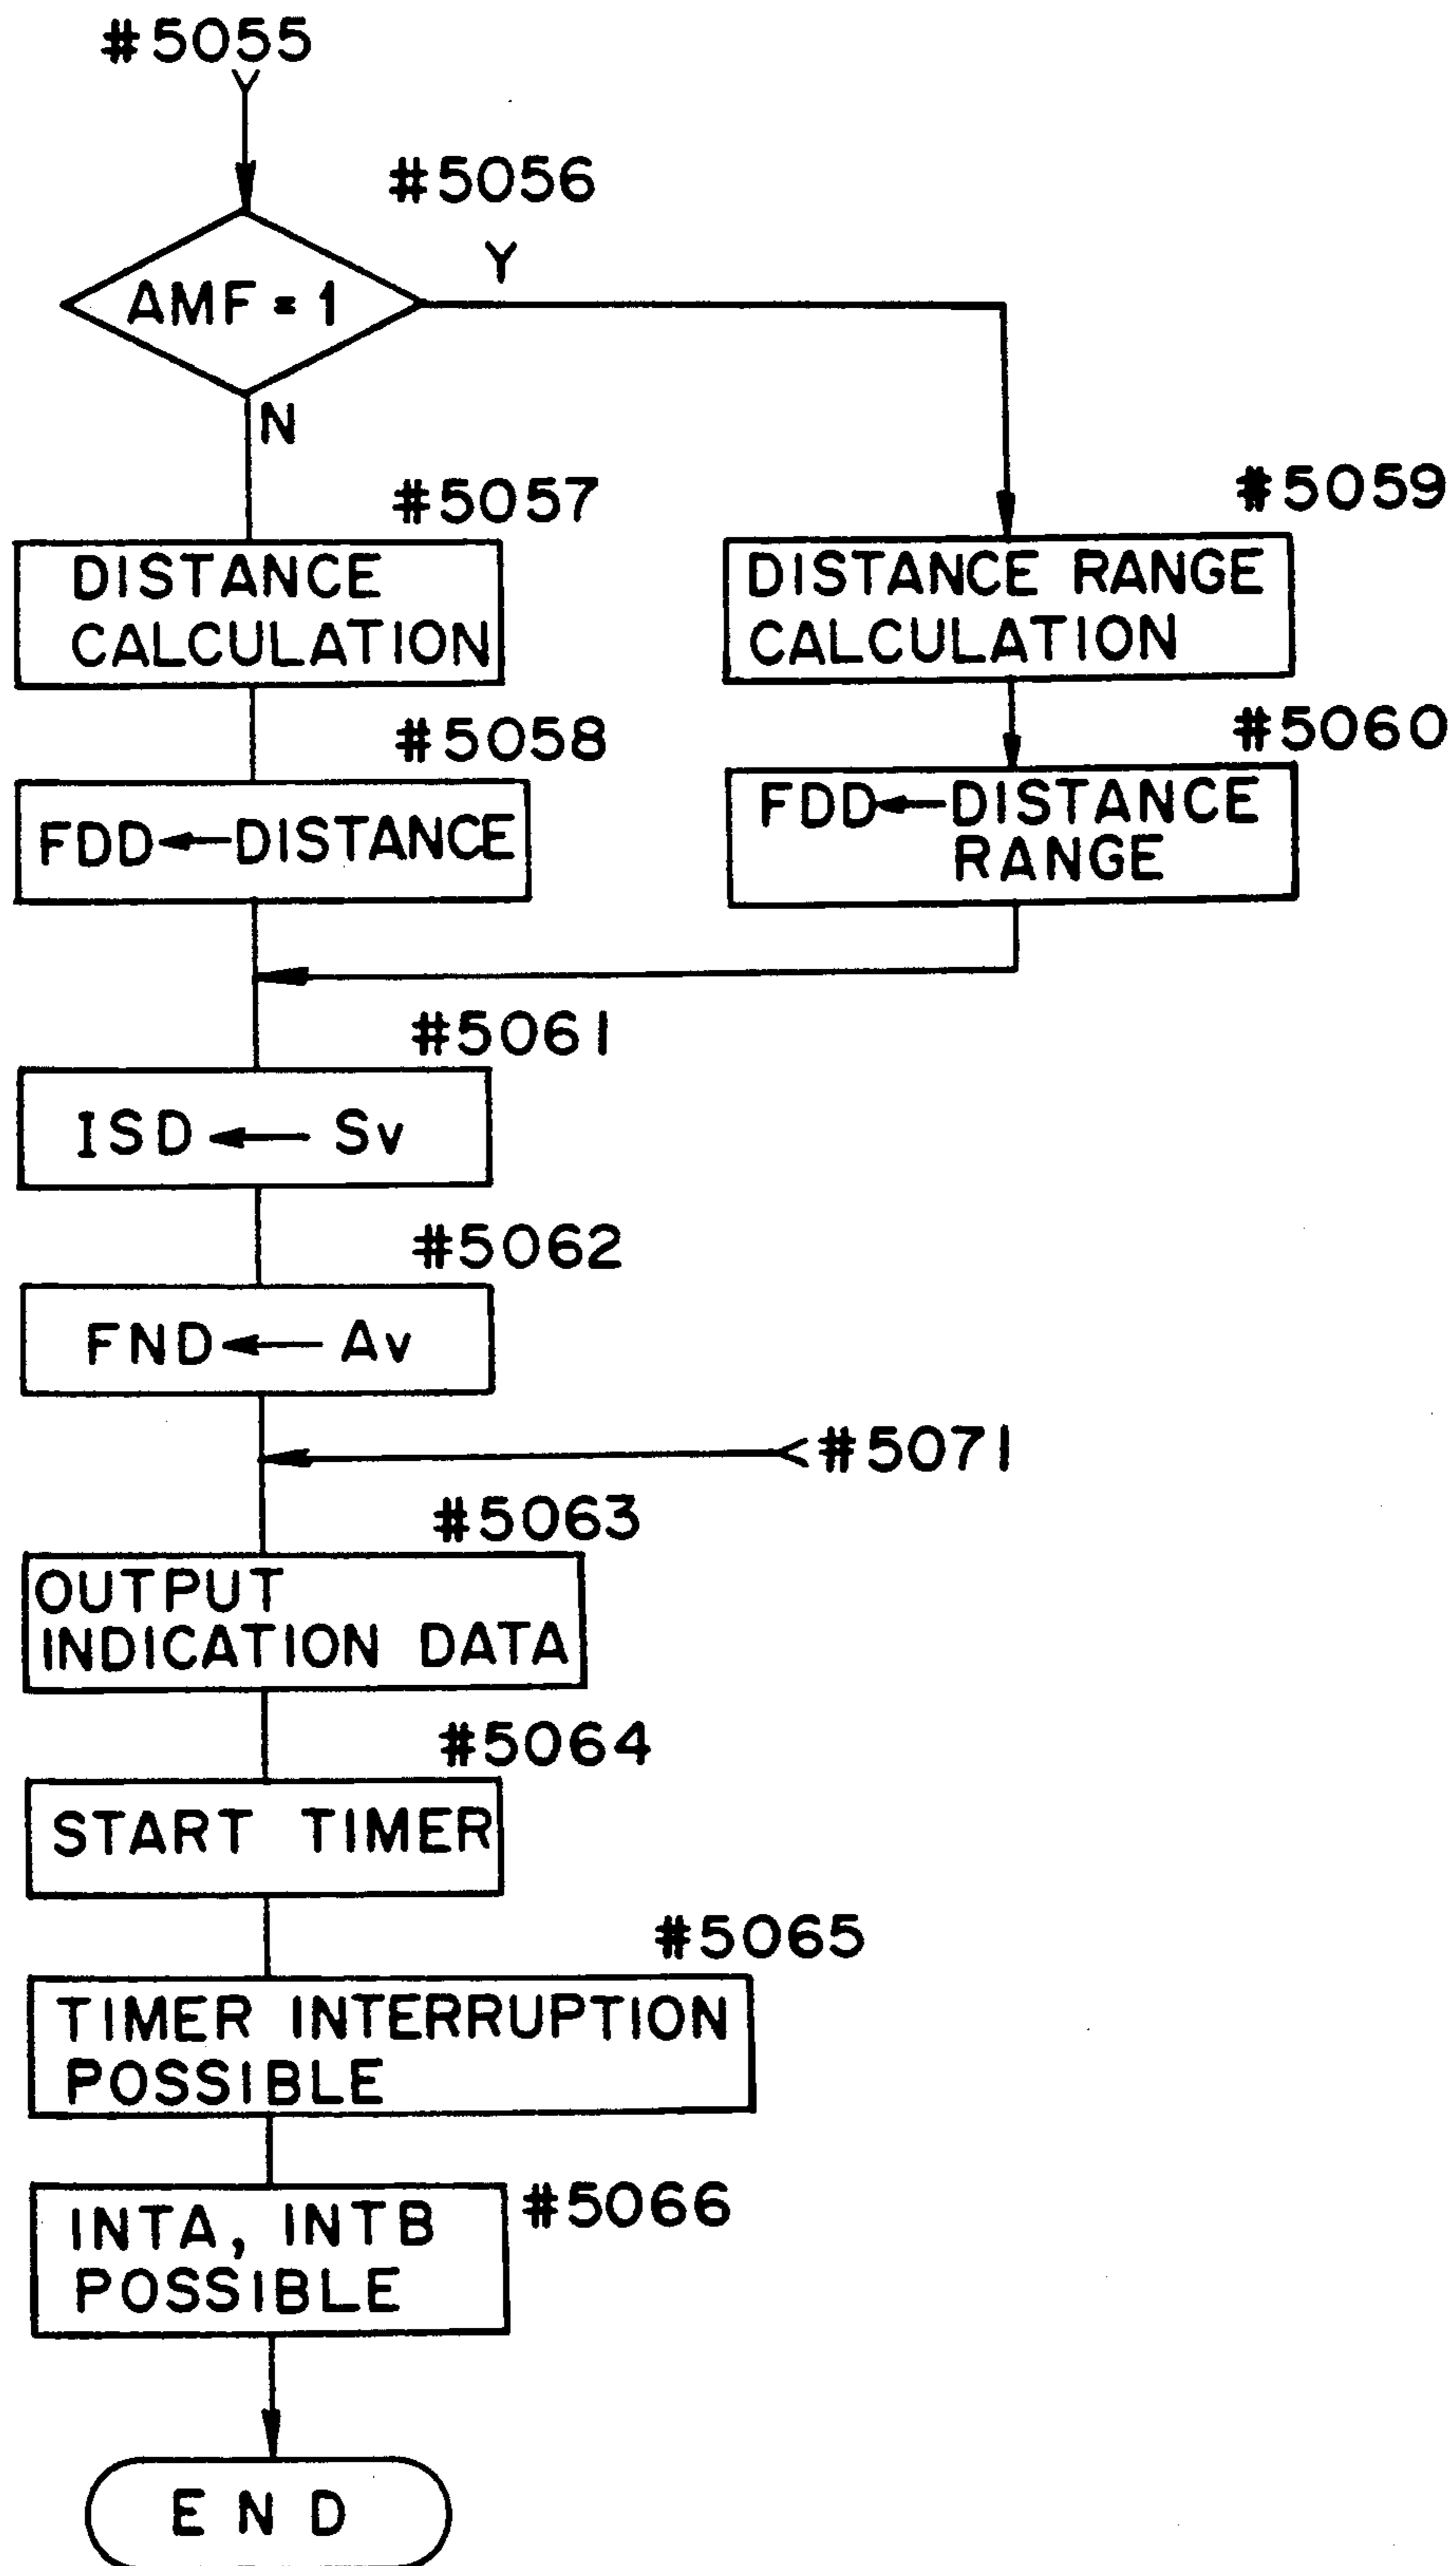 #5055
#5056
Y
AMF = 1
N
#5057
DISTANCE
CALCULATION
#5059
DISTANCE RANGE
CALCULATION
#5058
FDD←DISTANCE
#5060
FDD←DISTANCE
RANGE
#5061
ISD ← Sv
#5062
FND ← Av
#5071
#5063
OUTPUT
INDICATION DATA
#5064
START TIMER
#5065
TIMER INTERRUPTION
POSSIBLE
#5066
INTA, INTB
POSSIBLE
END